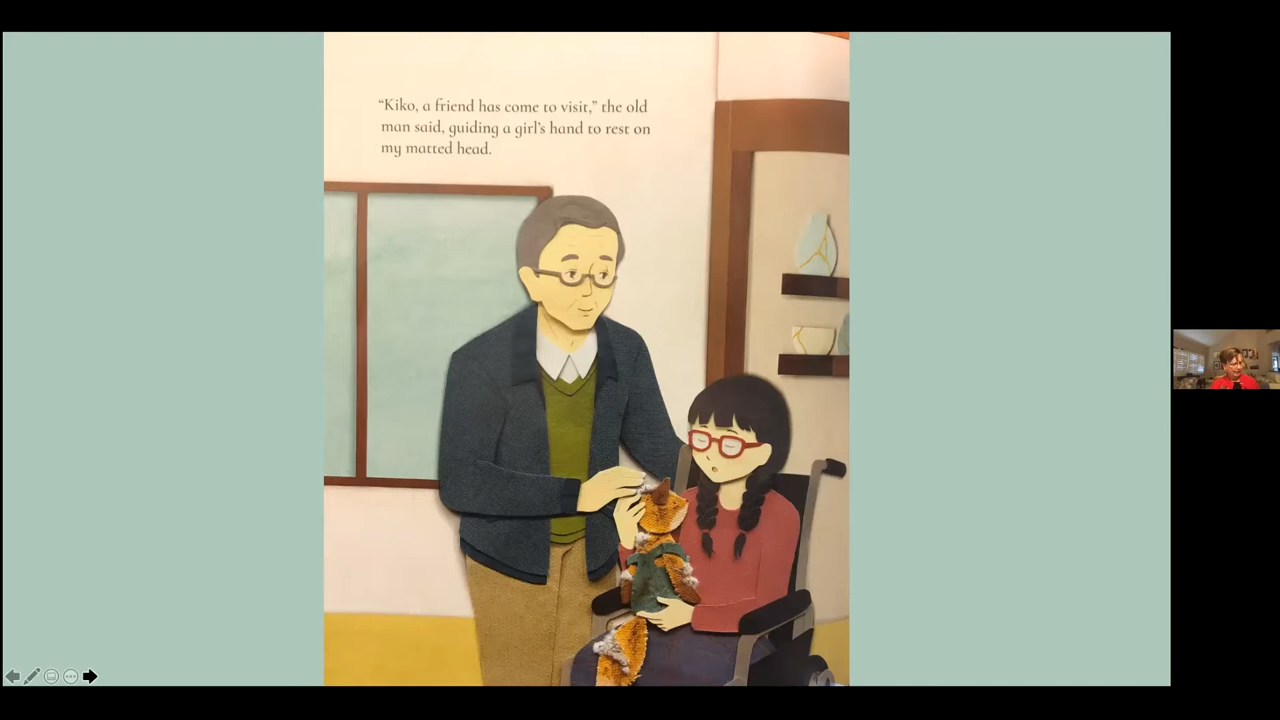 “Kiko, a friend has come to visit,” the old
man said, guiding a girl’s hand to rest on
my matted head.